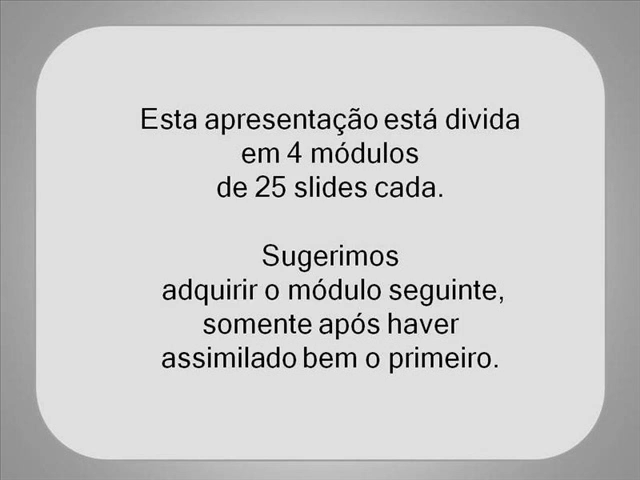 Esta apresentação está divida
em 4 módulos
de 25 slides cada.
Sugerimos
adquirir o módulo seguinte,
somente após haver
assimilado bem o primeiro.